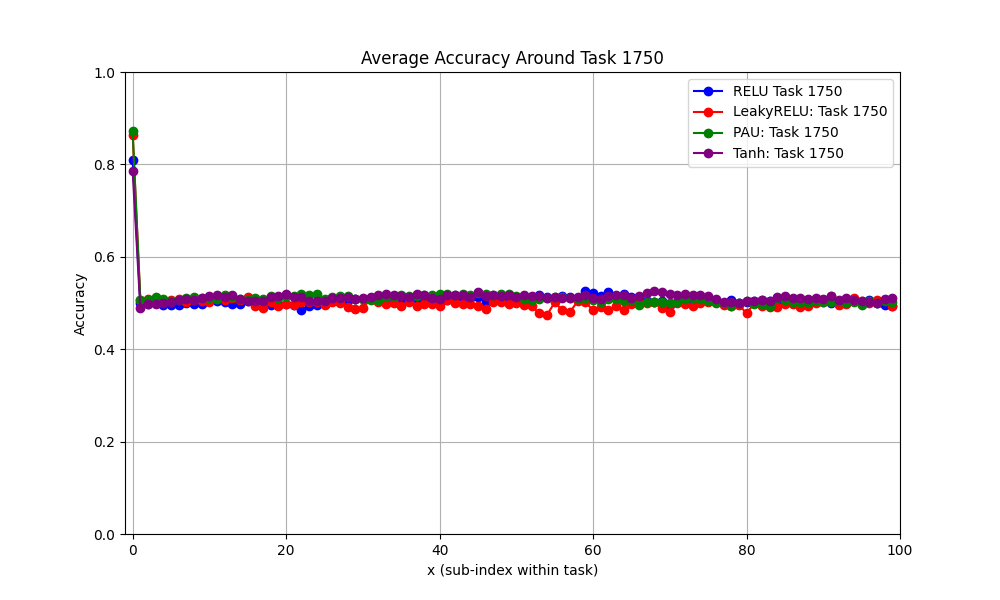 Average Accuracy Around Task 1750
1.0
0.8
0.6
0.4
0.2
0.0
Accuracy
RELU Task 1750
LeakyRELU: Task 1750
PAU: Task 1750
Tanh: Task 1750
0 20 40 60 80 100
x (sub-index within task)